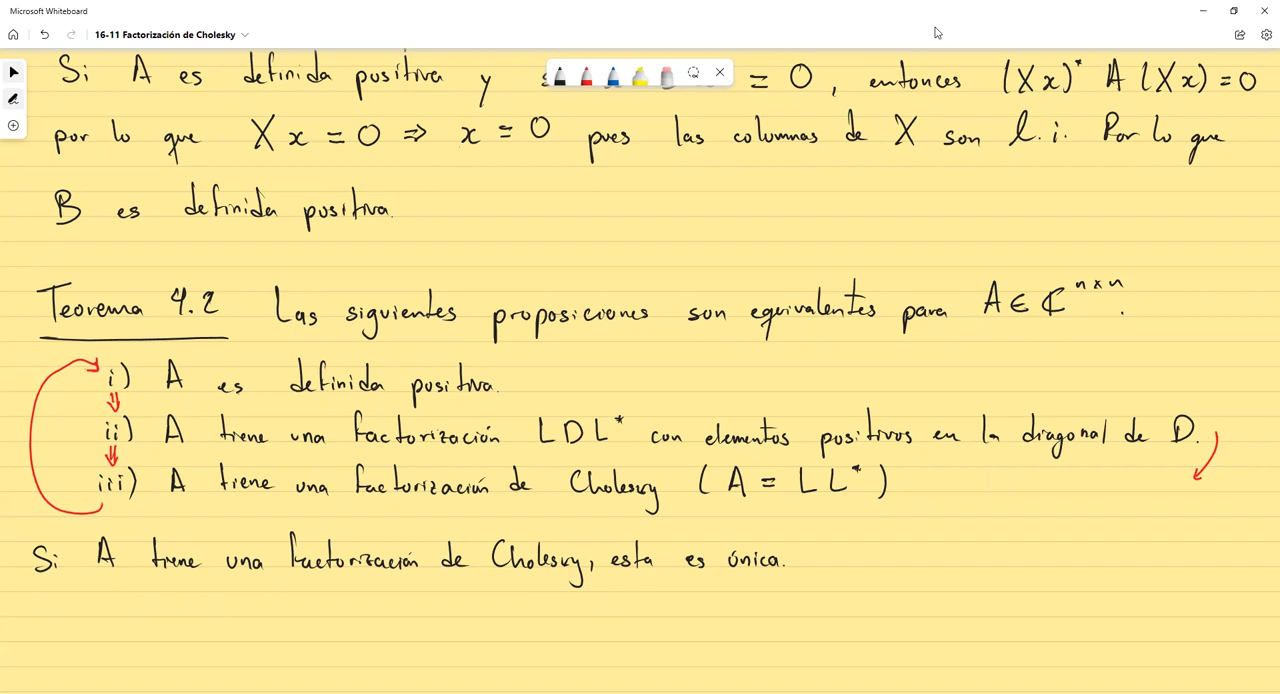 Microsoft Whiteboard
16-11 Factorización de Cholesky
Si A es definida positiva y = 0, entonces (Xx)* A (Xx) = 0
por lo que Xx = 0 ⇒ x = 0 pues las columnas de X son l.i. Por lo que
B es definida positiva.
Teorema 4.2 Las siguientes proposiciones son equivalentes para A ∈ ℂ^{n×n}.
i) A es definida positiva.
ii) A tiene una factorización LDL* con elementos positivos en la diagonal de D.
iii) A tiene una factorización de Cholesky (A = LL*)
Si A tiene una factorización de Cholesky, esta es única.